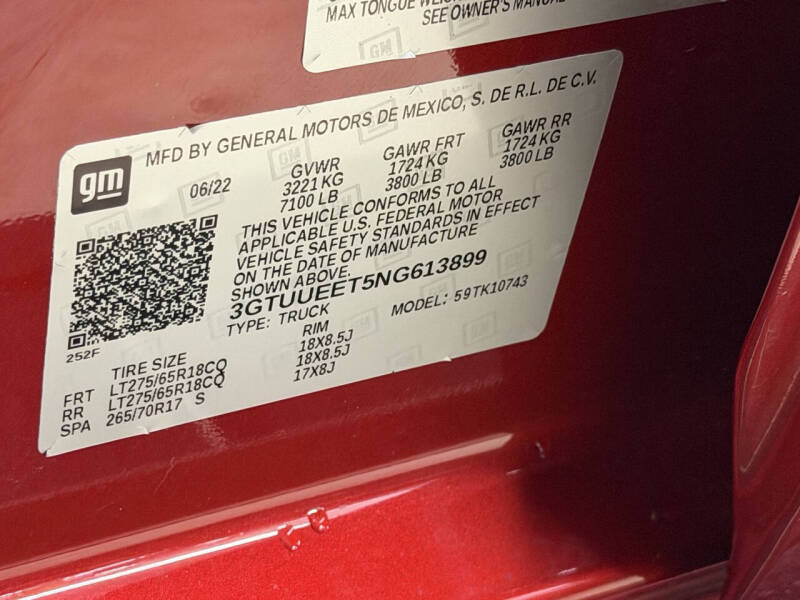 MAX TONGUE WEIGH
SEE OWNER'S MANUAL
gm
MFD BY GENERAL MOTORS DE MEXICO, S. DE R.L. DE C.V.
06/22
GVWR
3221 KG
7100 LB
GAWR FRT
1724 KG
3800 LB
GAWR RR
1724 KG
3800 LB
THIS VEHICLE CONFORMS TO ALL
APPLICABLE U.S. FEDERAL MOTOR
VEHICLE SAFETY STANDARDS IN EFFECT
ON THE DATE OF MANUFACTURE
SHOWN ABOVE.
3GTUUEET5NG613899
TYPE: TRUCK
MODEL: 59TK10743
252F
TIRE SIZE RIM
FRT LT275/65R18CQ 18X8.5J
RR LT275/65R18CQ 18X8.5J
SPA 265/70R17 S 17X8J